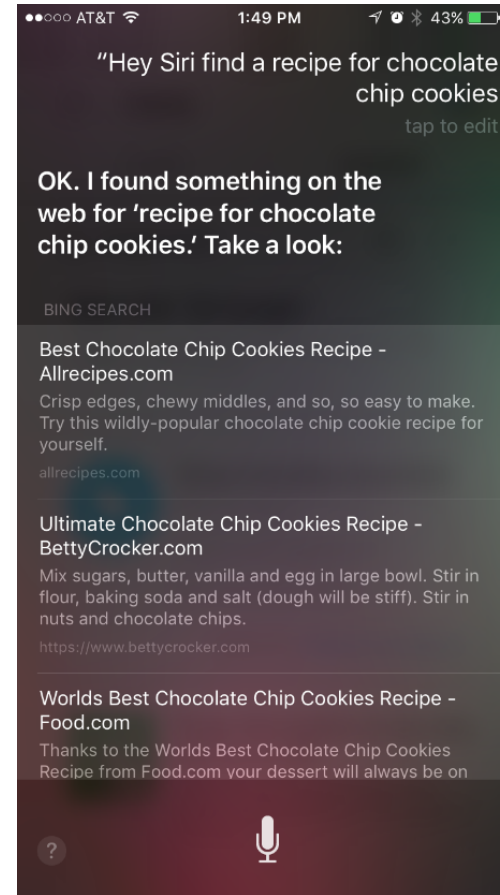 AT&T 1:49 PM 43%
“Hey Siri find a recipe for chocolate
chip cookies
tap to edit
OK. I found something on the
web for ‘recipe for chocolate
chip cookies.’ Take a look:
BING SEARCH
Best Chocolate Chip Cookies Recipe -
Allrecipes.com
Crisp edges, chewy middles, and so, so easy to make.
Try this wildly-popular chocolate chip cookie recipe for
yourself.
allrecipes.com
Ultimate Chocolate Chip Cookies Recipe -
BettyCrocker.com
Mix sugars, butter, vanilla and egg in large bowl. Stir in
flour, baking soda and salt (dough will be stiff). Stir in
nuts and chocolate chips.
https://www.bettycrocker.com
Worlds Best Chocolate Chip Cookies Recipe -
Food.com
Thanks to the Worlds Best Chocolate Chip Cookies
Recipe from Food.com your dessert will always be on
?